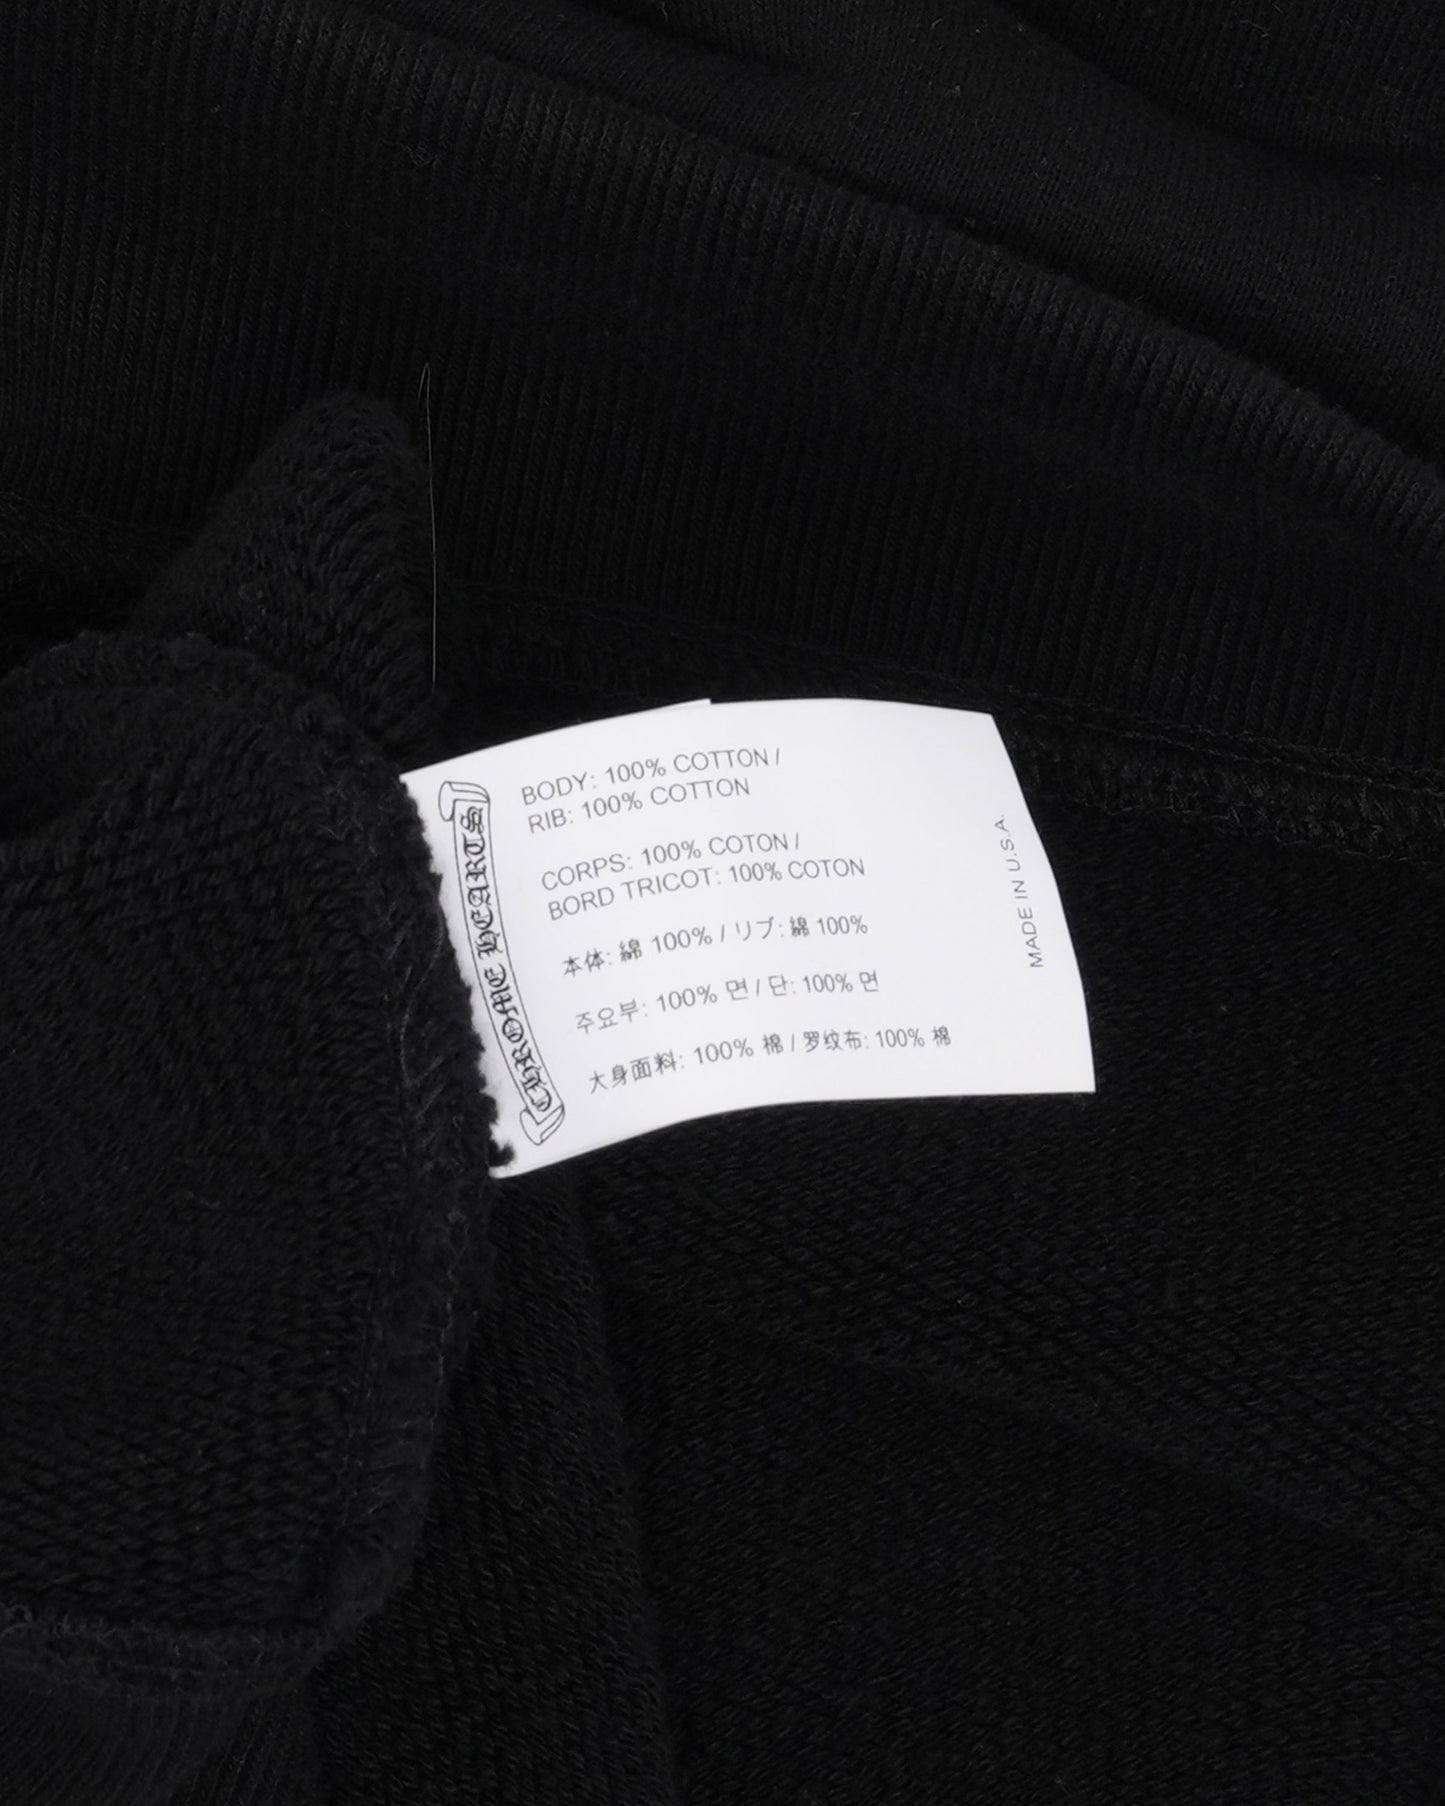 CHROME HEARTS
BODY: 100% COTTON /
RIB: 100% COTTON
CORPS: 100% COTON /
BORD TRICOT: 100% COTON
本体: 綿 100% / リブ: 綿 100%
주요부: 100% 면 / 단: 100% 면
大身面料: 100% 棉 / 罗纹布: 100% 棉
MADE IN U.S.A.